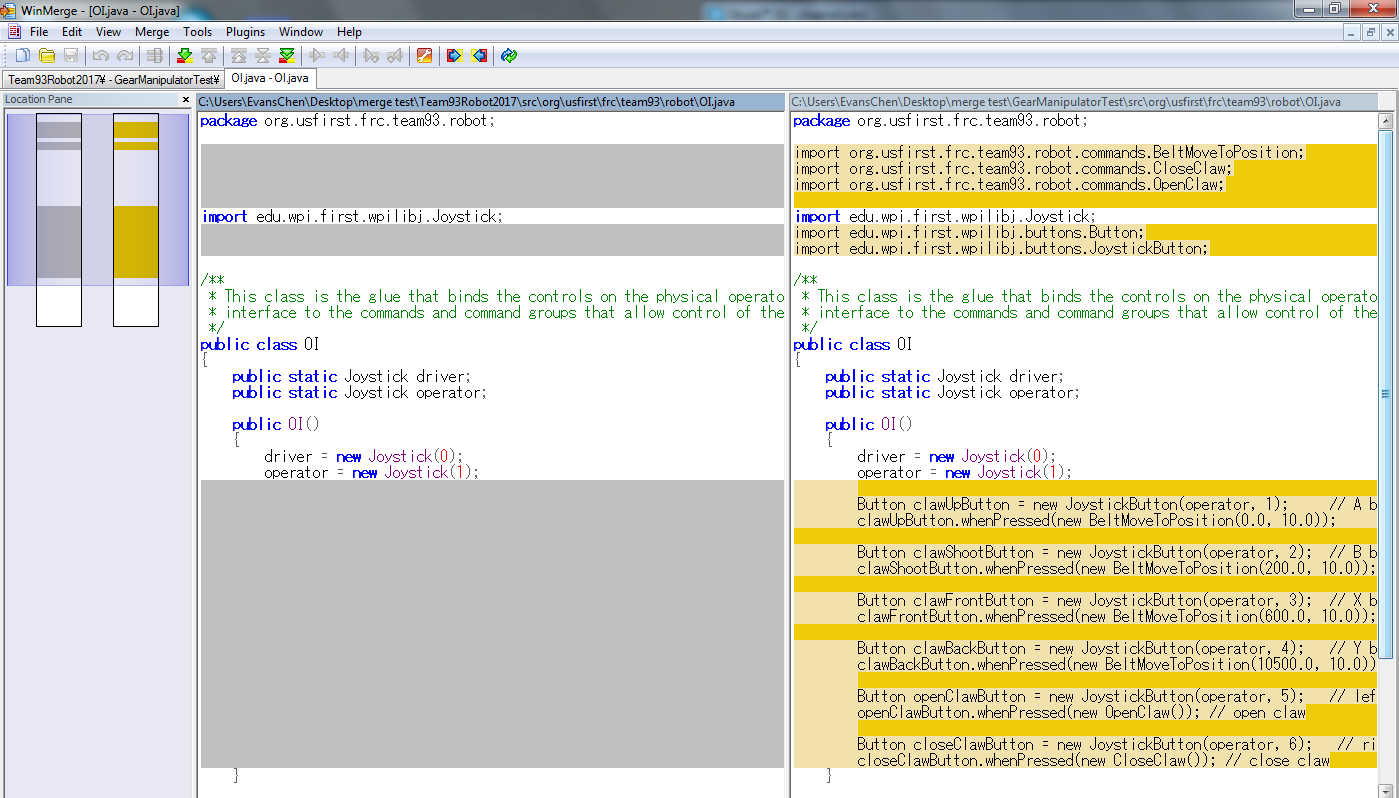 WinMerge - [OI.java - OI.java]
File Edit View Merge Tools Plugins Window Help
Team93Robot2017¥ - GearManipulatorTest¥ OI.java - OI.java
Location Pane
C:\Users\EvansChen\Desktop\merge test\Team93Robot2017\src\org\usfirst\frc\team93\robot\OI.java
package org.usfirst.frc.team93.robot;
import edu.wpi.first.wpilibj.Joystick;
/**
* This class is the glue that binds the controls on the physical operato
* interface to the commands and command groups that allow control of the
*/
public class OI
{
public static Joystick driver;
public static Joystick operator;
public OI()
{
driver = new Joystick(0);
operator = new Joystick(1);
}
C:\Users\EvansChen\Desktop\merge test\GearManipulatorTest\src\org\usfirst\frc\team93\robot\OI.java
package org.usfirst.frc.team93.robot;
import org.usfirst.frc.team93.robot.commands.BeltMoveToPosition;
import org.usfirst.frc.team93.robot.commands.CloseClaw;
import org.usfirst.frc.team93.robot.commands.OpenClaw;
import edu.wpi.first.wpilibj.Joystick;
import edu.wpi.first.wpilibj.buttons.Button;
import edu.wpi.first.wpilibj.buttons.JoystickButton;
/**
* This class is the glue that binds the controls on the physical operato
* interface to the commands and command groups that allow control of the
*/
public class OI
{
public static Joystick driver;
public static Joystick operator;
public OI()
{
driver = new Joystick(0);
operator = new Joystick(1);
Button clawUpButton = new JoystickButton(operator, 1); // A b
clawUpButton.whenPressed(new BeltMoveToPosition(0.0, 10.0));
Button clawShootButton = new JoystickButton(operator, 2); // B b
clawShootButton.whenPressed(new BeltMoveToPosition(200.0, 10.0));
Button clawFrontButton = new JoystickButton(operator, 3); // X b
clawFrontButton.whenPressed(new BeltMoveToPosition(600.0, 10.0));
Button clawBackButton = new JoystickButton(operator, 4); // Y b
clawBackButton.whenPressed(new BeltMoveToPosition(10500.0, 10.0))
Button openClawButton = new JoystickButton(operator, 5); // lef
openClawButton.whenPressed(new OpenClaw()); // open claw
Button closeClawButton = new JoystickButton(operator, 6); // ri
closeClawButton.whenPressed(new CloseClaw()); // close claw
}